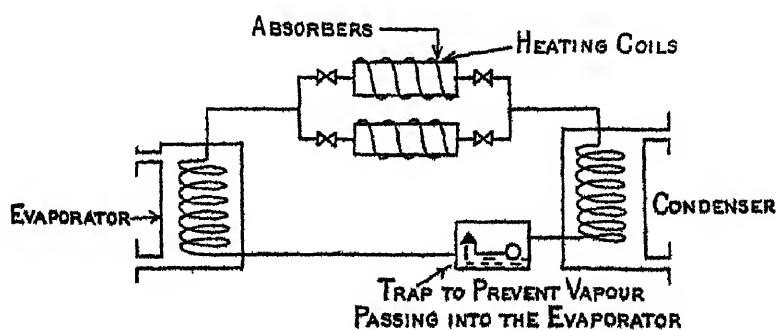 ABSORBERS
HEATING COILS
EVAPORATOR
CONDENSER
TRAP TO PREVENT VAPOUR
PASSING INTO THE EVAPORATOR